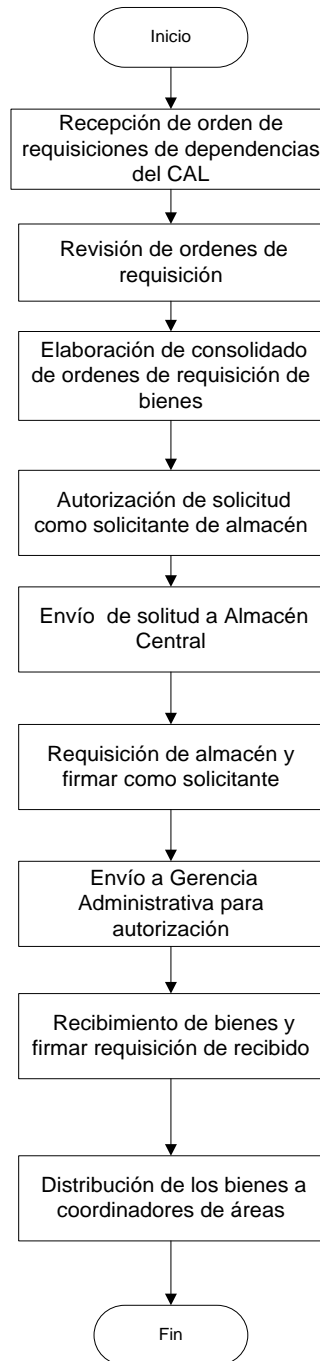 Inicio
Recepción de orden de
requisiciones de dependencias
del CAL
Revisión de ordenes de
requisición
Elaboración de consolidado
de ordenes de requisición de
bienes
Autorización de solicitud
como solicitante de almacén
Envío de solitud a Almacén
Central
Requisición de almacén y
firmar como solicitante
Envío a Gerencia
Administrativa para
autorización
Recibimiento de bienes y
firmar requisición de recibido
Distribución de los bienes a
coordinadores de áreas
Fin